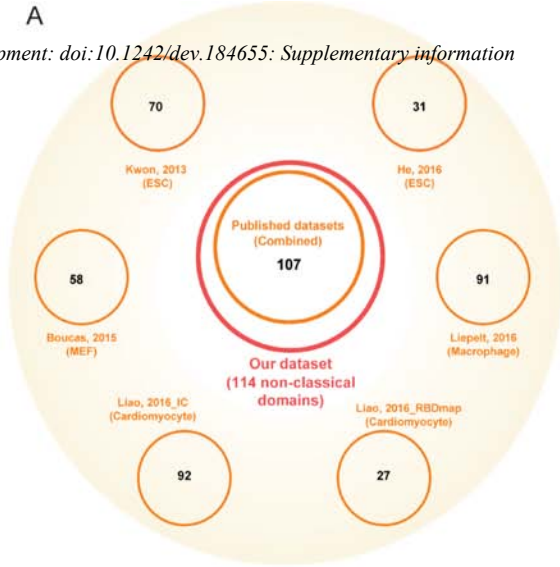 A
pment: doi:10.1242/dev.184655: Supplementary information
70
Kwon, 2013
(ESC)
31
He, 2016
(ESC)
Published datasets
(Combined)
107
58
Boucas, 2015
(MEF)
91
Liepelt, 2016
(Macrophage)
Our dataset
(114 non-classical
domains)
Liao, 2016_IC
(Cardiomyocyte)
92
Liao, 2016_RBDmap
(Cardiomyocyte)
27